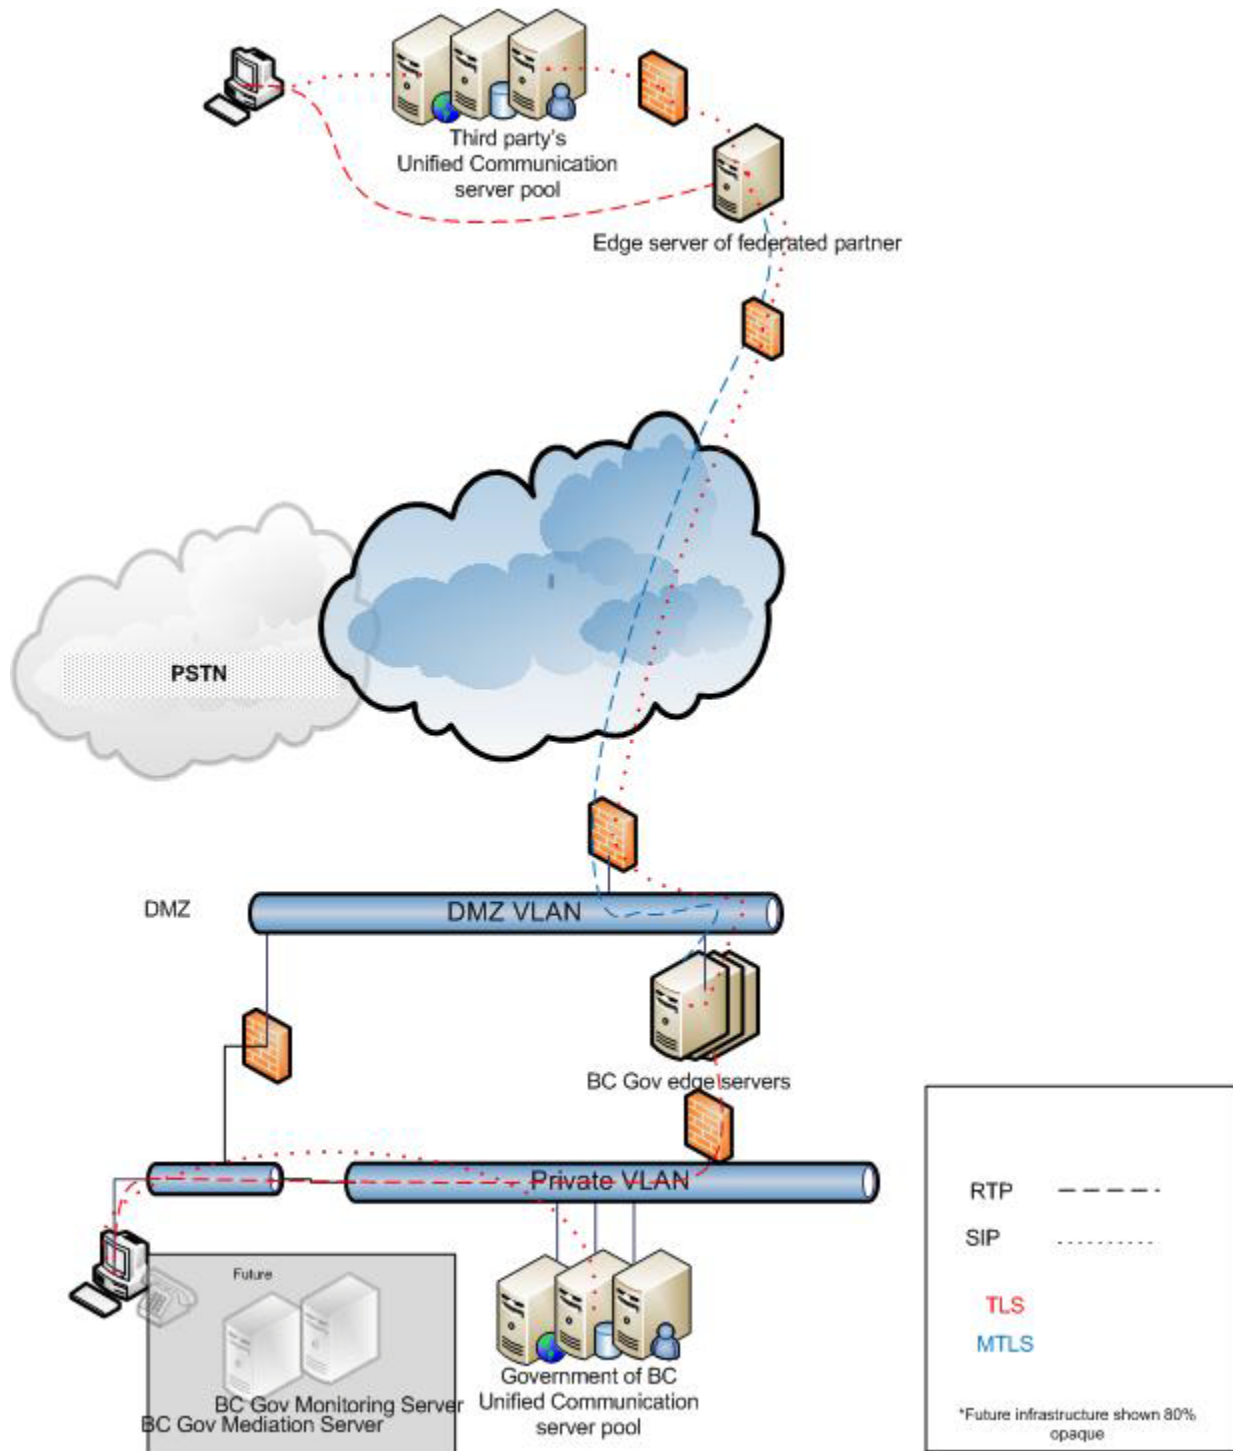 Third party's
Unified Communication
server pool
Edge server of federated partner
PSTN
DMZ
DMZ VLAN
BC Gov edge servers
Private VLAN
Future
BC Gov Monitoring Server
BC Gov Mediation Server
Government of BC
Unified Communication
server pool
RTP
SIP
TLS
MTLS
*Future infrastructure shown 80%
opaque